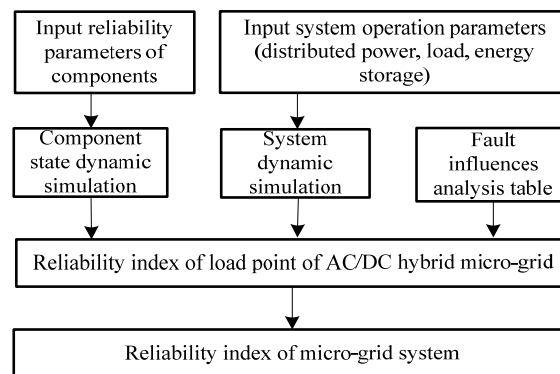 Input reliability
parameters of
components
Input system operation parameters
(distributed power, load, energy
storage)
Component
state dynamic
simulation
System
dynamic
simulation
Fault
influences
analysis table
Reliability index of load point of AC/DC hybrid micro-grid
Reliability index of micro-grid system